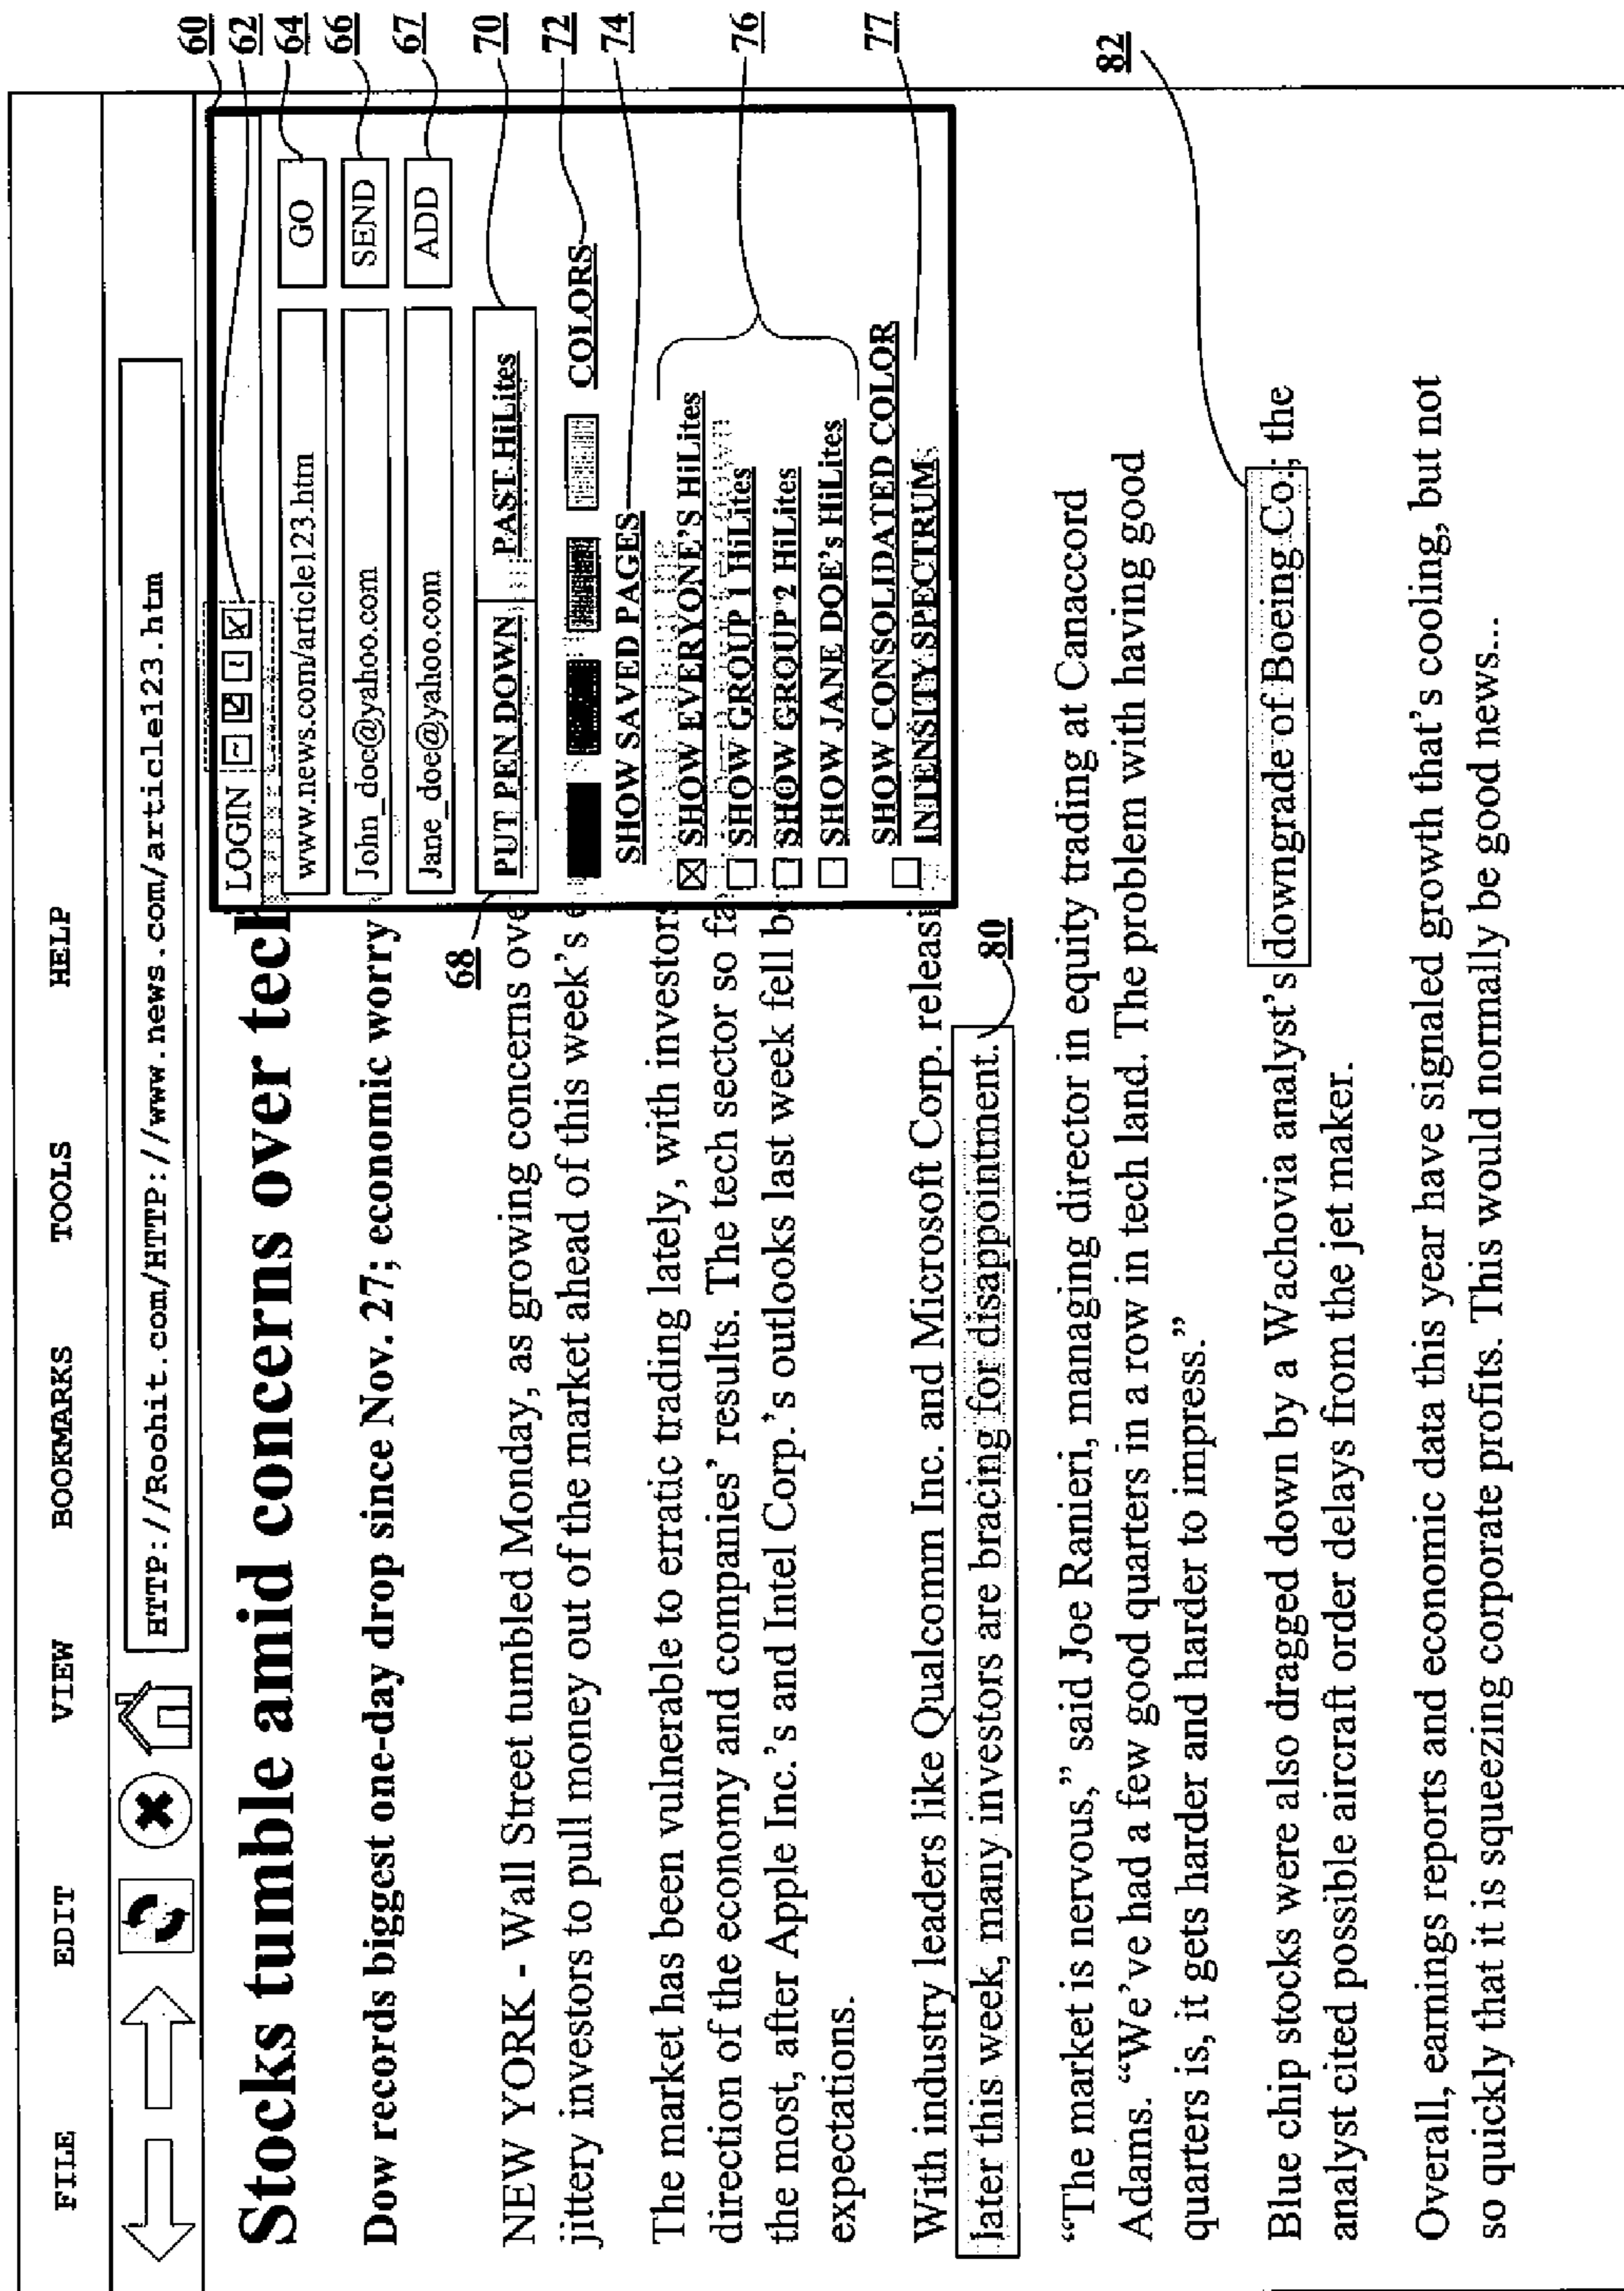 FILE EDIT VIEW BOOKMARKS TOOLS HELP
HTTP://Roohit.com/HTTP://www.news.com/article123.htm
Stocks tumble amid concerns over tech
Dow records biggest one-day drop since Nov. 27; economic worry
NEW YORK - Wall Street tumbled Monday, as growing concerns ove
jittery investors to pull money out of the market ahead of this week's e
The market has been vulnerable to erratic trading lately, with investors
direction of the economy and companies' results. The tech sector so fa
the most, after Apple Inc.'s and Intel Corp.'s outlooks last week fell be
expectations.
With industry leaders like Qualcomm Inc. and Microsoft Corp. releasi
later this week, many investors are bracing for disappointment.
“The market is nervous,” said Joe Ranieri, managing director in equity trading at Canaccord
Adams. “We've had a few good quarters in a row in tech land. The problem with having good
quarters is, it gets harder and harder to impress.”
Blue chip stocks were also dragged down by a Wachovia analyst's downgrade of Boeing Co.; the
analyst cited possible aircraft order delays from the jet maker.
Overall, earnings reports and economic data this year have signaled growth that's cooling, but not
so quickly that it is squeezing corporate profits. This would normally be good news...
LOGIN
www.news.com/article123.htm GO
John_doe@yahoo.com SEND
Jane_doe@yahoo.com ADD
PUT PEN DOWN PAST HiLites
COLORS
SHOW SAVED PAGES
SHOW EVERYONE'S HiLites
SHOW GROUP 1 HiLites
SHOW GROUP 2 HiLites
SHOW JANE DOE's HiLites
SHOW CONSOLIDATED COLOR
INTENSITY SPECTRUM
60
62
64
66
67
68
70
72
74
76
77
80
82